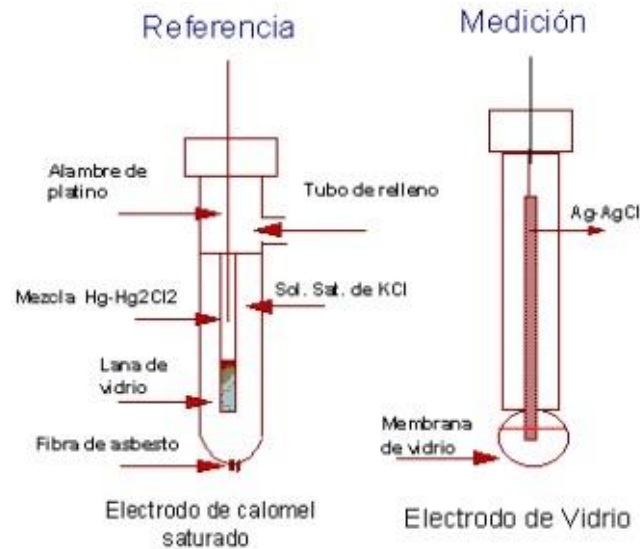 Referencia
Medición
Alambre de
platino
Tubo de relleno
Ag-AgCl
Mezcla Hg-Hg2Cl2
Sol. Sat. de KCl
Lana de
vidrio
Fibra de asbesto
Membrana
de vidrio
Electrodo de calomel
saturado
Electrodo de Vidrio